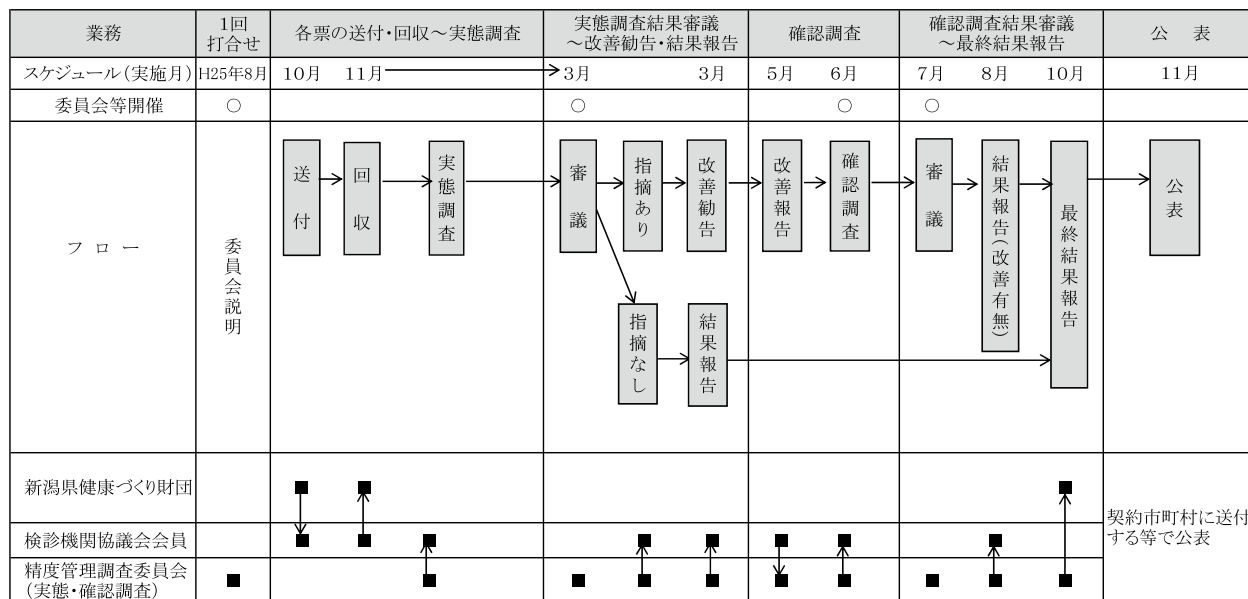 業務
1回
打合せ
各票の送付・回収～実態調査
実態調査結果審議
～改善勧告・結果報告
確認調査
確認調査結果審議
～最終結果報告
公　表
スケジュール（実施月）
H25年8月
10月
11月
3月
3月
5月
6月
7月
8月
10月
11月
委員会等開催
○
○
○
○
フ ロ ー
委員会説明
送付
回収
実態調査
審議
指摘あり
改善勧告
改善報告
確認調査
審議
結果報告（改善有無）
最終結果報告
公表
指摘なし
結果報告
新潟県健康づくり財団
検診機関協議会会員
精度管理調査委員会
（実態・確認調査）
契約市町村に送付
する等で公表